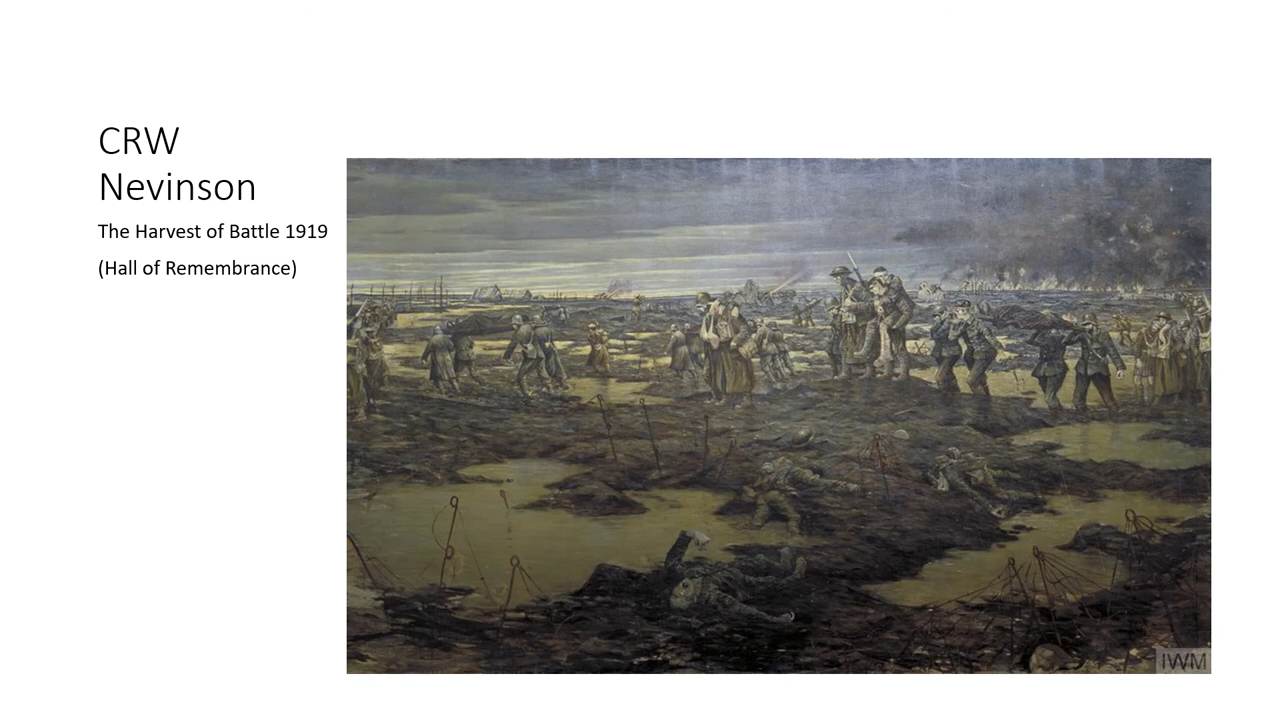 CRW
Nevinson
The Harvest of Battle 1919
(Hall of Remembrance)
IWM